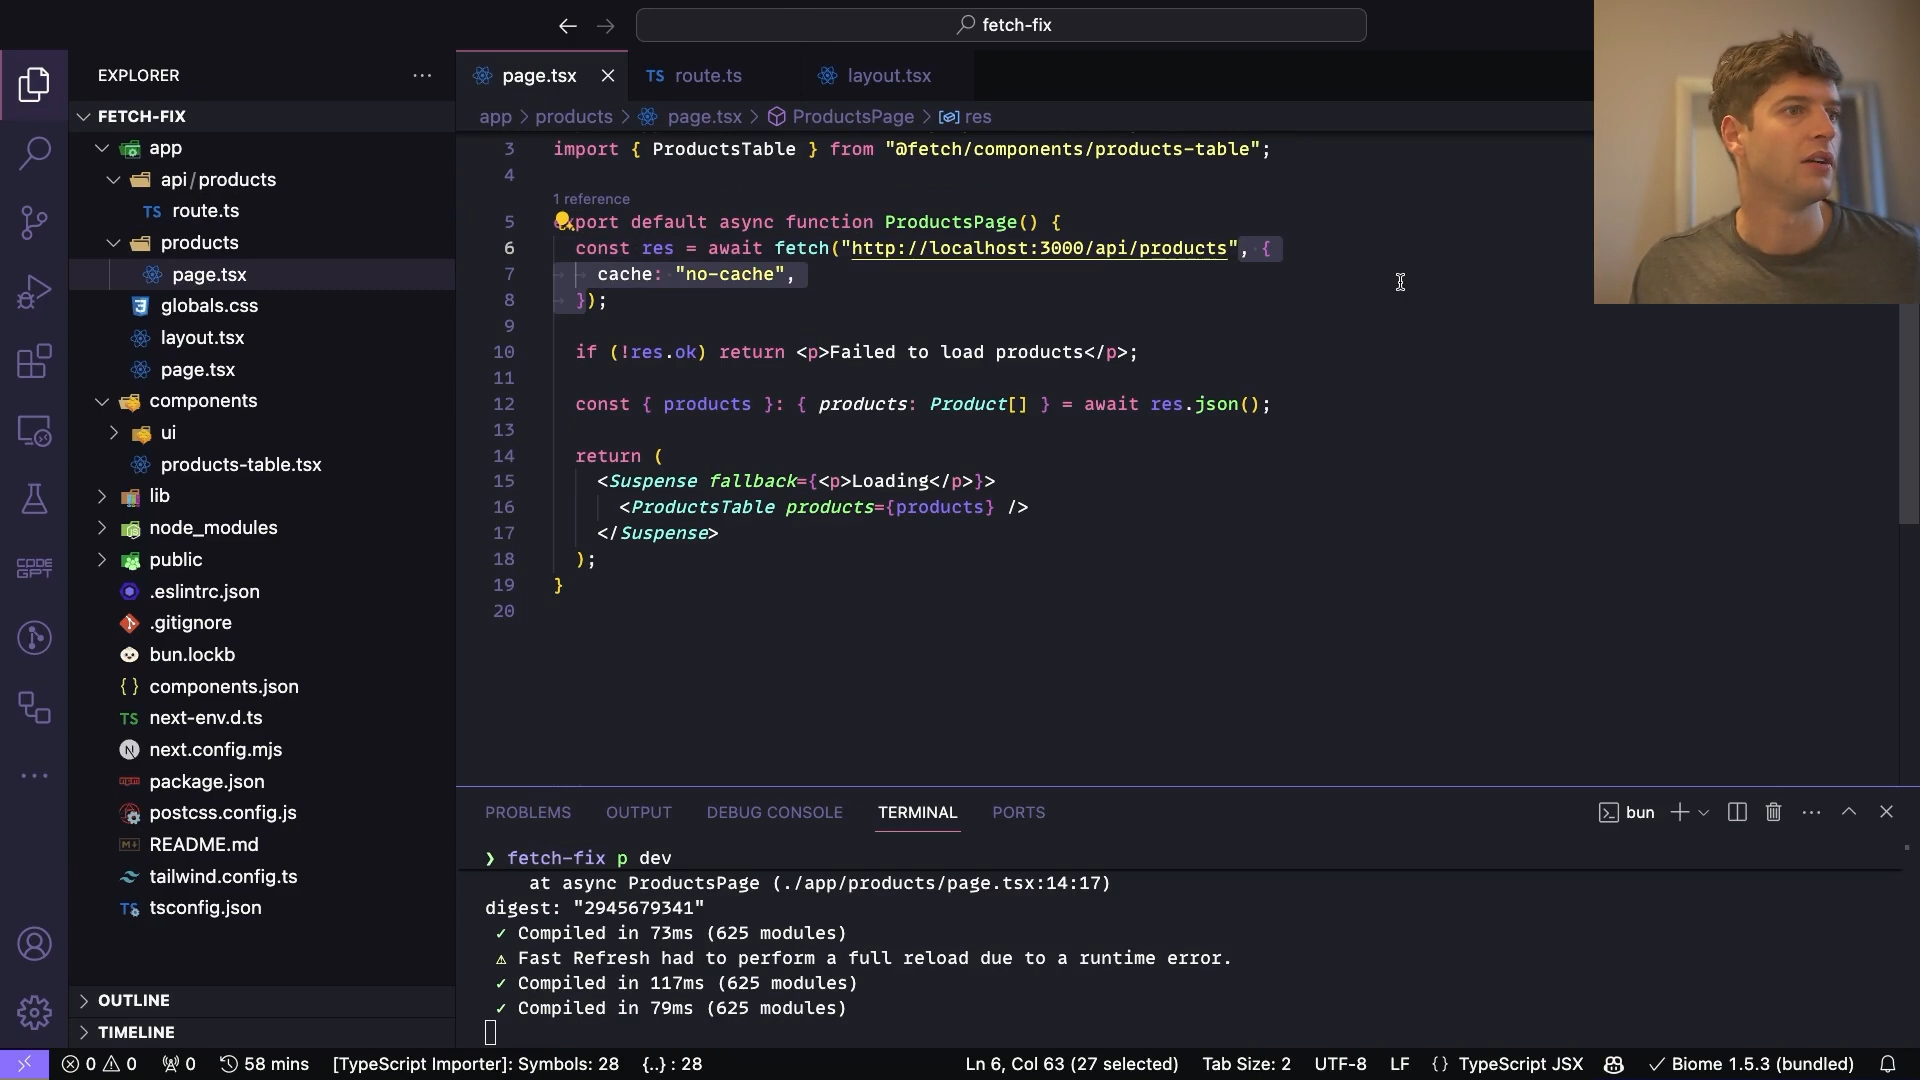 fetch-fix
EXPLORER
FETCH-FIX
app
api/products
route.ts
products
page.tsx
globals.css
layout.tsx
page.tsx
components
ui
products-table.tsx
lib
node_modules
public
.eslintrc.json
.gitignore
bun.lockb
components.json
next-env.d.ts
next.config.mjs
package.json
postcss.config.js
README.md
tailwind.config.ts
tsconfig.json
OUTLINE
TIMELINE
page.tsx
TS route.ts
layout.tsx
app > products > page.tsx > ProductsPage > res
3 import { ProductsTable } from "@fetch/components/products-table";
4
1 reference
5 export default async function ProductsPage() {
6 const res = await fetch("http://localhost:3000/api/products", {
7 cache: "no-cache",
8 });
9
10 if (!res.ok) return <p>Failed to load products</p>;
11
12 const { products }: { products: Product[] } = await res.json();
13
14 return (
15 <Suspense fallback={<p>Loading</p>}>
16 <ProductsTable products={products} />
17 </Suspense>
18 );
19 }
20
PROBLEMS OUTPUT DEBUG CONSOLE TERMINAL PORTS
bun
❯ fetch-fix p dev
at async ProductsPage (./app/products/page.tsx:14:17)
digest: "2945679341"
✓ Compiled in 73ms (625 modules)
⚠ Fast Refresh had to perform a full reload due to a runtime error.
✓ Compiled in 117ms (625 modules)
✓ Compiled in 79ms (625 modules)
0 0 0 58 mins [TypeScript Importer]: Symbols: 28 {..} : 28
Ln 6, Col 63 (27 selected) Tab Size: 2 UTF-8 LF {} TypeScript JSX ✓ Biome 1.5.3 (bundled)